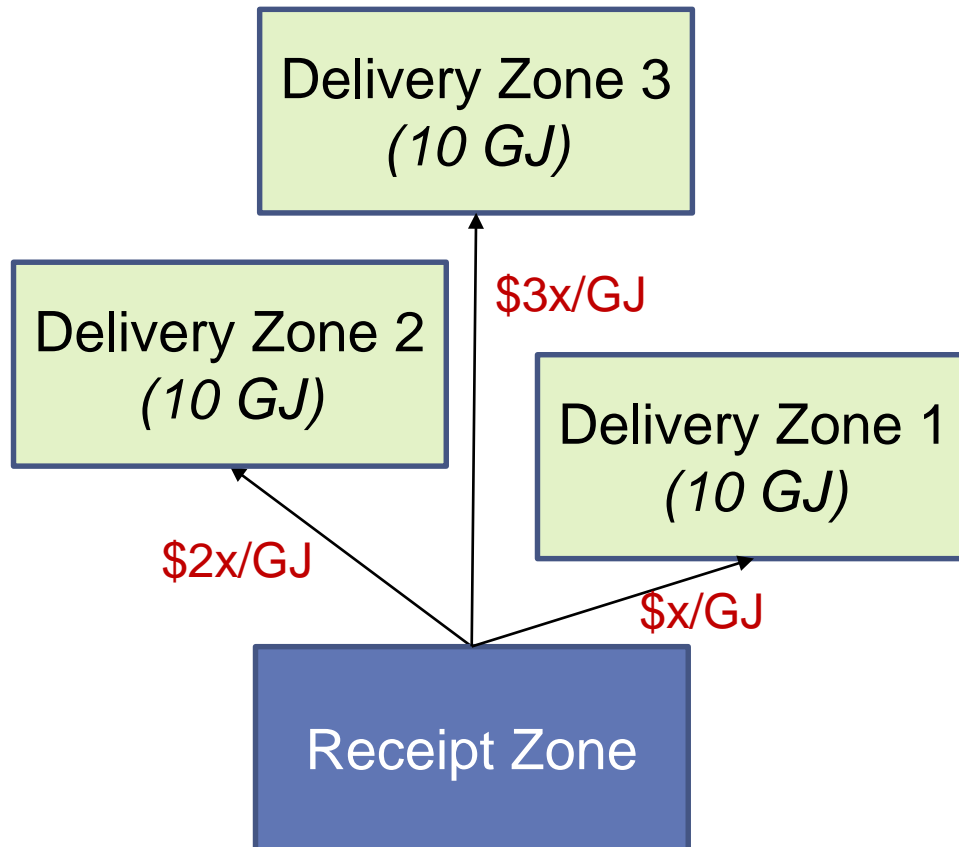 Delivery Zone 3
(10 GJ)
$3x/GJ
Delivery Zone 2
(10 GJ)
Delivery Zone 1
(10 GJ)
$2x/GJ
$x/GJ
Receipt Zone